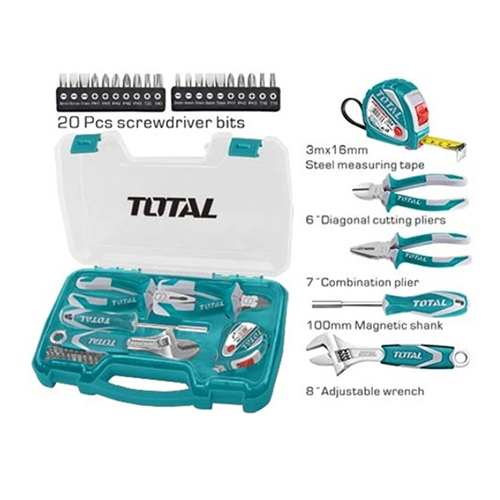 20 Pcs screwdriver bits
TOTAL
TOTAL
3mx16mm
Steel measuring tape
6" Diagonal cutting pliers
7" Combination plier
TOTAL
100mm Magnetic shank
TOTAL
8" Adjustable wrench